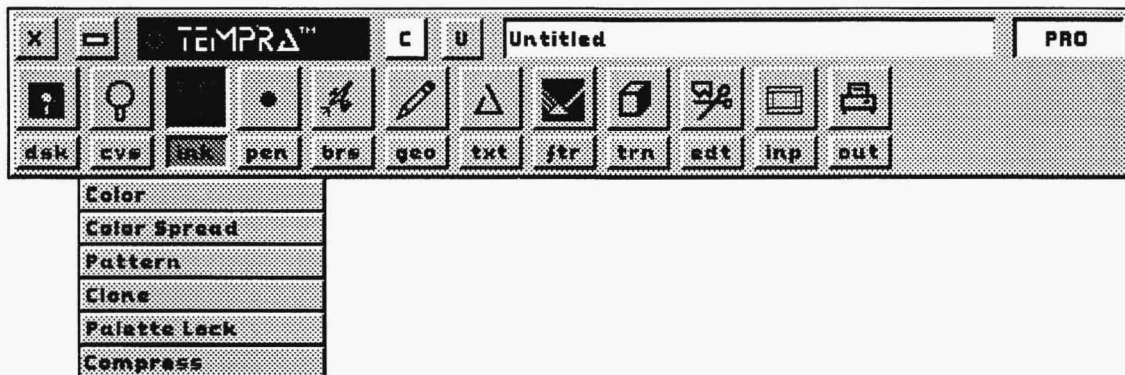 X TEMPRA™ C U Untitled PRO
dsk cvs ink pen brs geo txt ftr trn edt inp out
Color
Color Spread
Pattern
Clone
Palette Lock
Compress